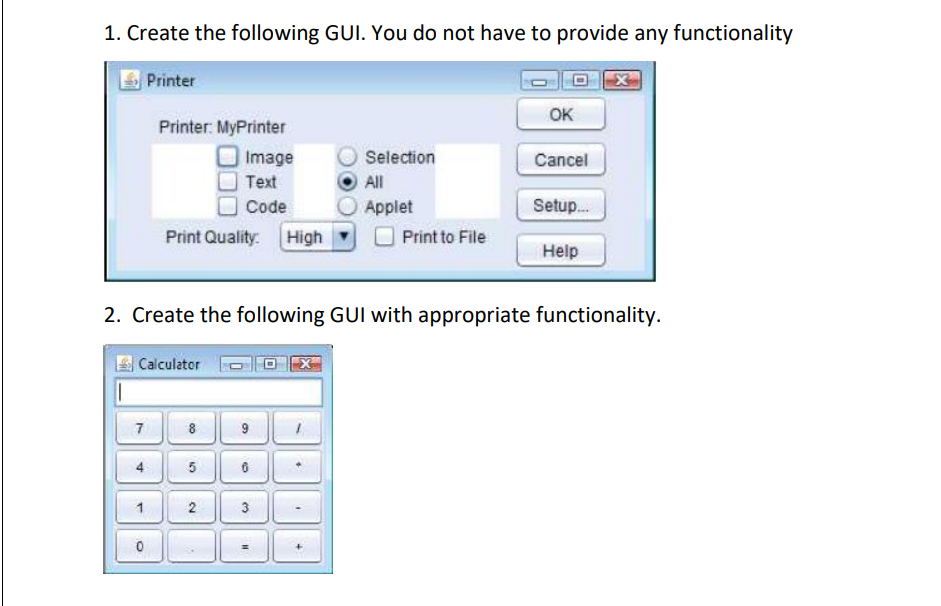 1. Create the following GUI. You do not have to provide any functionality
Printer
Printer: MyPrinter
OK
Image
Selection
Cancel
Text
All
Code
Applet
Setup...
Print Quality:
High
Print to File
Help
2. Create the following GUI with appropriate functionality.
Calculator
7 8 9 /
4 5 6 *
1 2 3 -
0 . = +